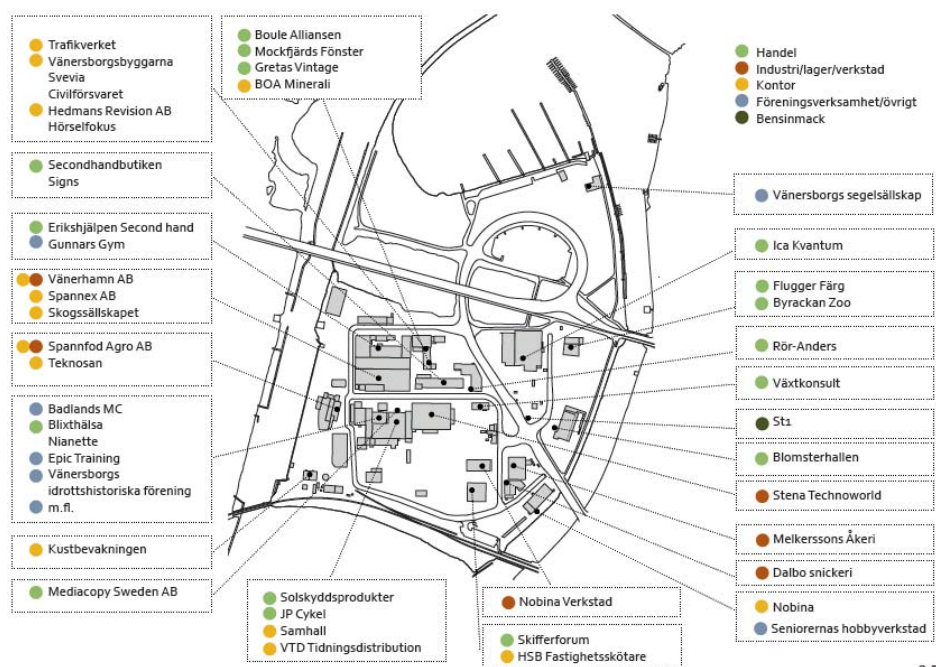 Trafikverket
Vänersborgsbyggarna
Svevia
Civilförsvaret
Hedmans Revision AB
Hörselfokus
Secondhandbutiken
Signs
Erikshjälpen Second hand
Gunnars Gym
Vänerhamn AB
Spannex AB
Skogssällskapet
Spannfod Agro AB
Teknosan
Badlands MC
Blixthälsa
Nianette
Epic Training
Vänersborgs
idrottshistoriska förening
m.fl.
Kustbevakningen
Mediacopy Sweden AB
Boule Alliansen
Mockfjärds Fönster
Gretas Vintage
BOA Minerali
Solskyddsprodukter
JP Cykel
Samhall
VTD Tidningsdistribution
Nobina Verkstad
Skifferforum
HSB Fastighetsskötare
Handel
Industri/lager/verkstad
Kontor
Föreningsverksamhet/övrigt
Bensinmack
Vänersborgs segelsällskap
Ica Kvantum
Flugger Färg
Byrackan Zoo
Rör-Anders
Växtkonsult
St1
Blomsterhallen
Stena Technoworld
Melkerssons Åkeri
Dalbo snickeri
Nobina
Seniorernas hobbyverkstad